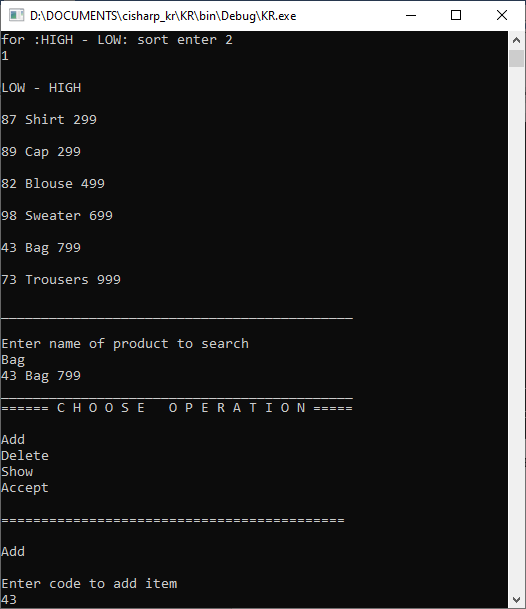 D:\DOCUMENTS\cisharp_kr\KR\bin\Debug\KR.exe
for :HIGH - LOW: sort enter 2
1
LOW - HIGH
87 Shirt 299
89 Cap 299
82 Blouse 499
98 Sweater 699
43 Bag 799
73 Trousers 999
____________________________________________
Enter name of product to search
Bag
43 Bag 799
____________________________________________
====== C H O O S E   O P E R A T I O N =====
Add
Delete
Show
Accept
===========================================
Add
Enter code to add item
43